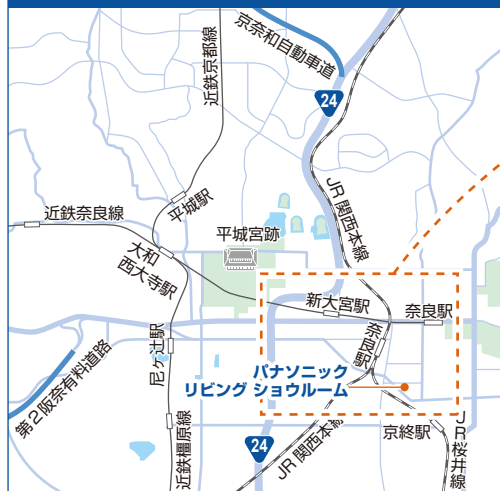 京奈和自動車道
近鉄京都線
24
近鉄奈良線
平城駅
平城宮跡
JR関西本線
大和
西大寺駅
新大宮駅
奈良駅
奈良駅
尼ヶ辻駅
パナソニック
リビング ショウルーム
第2阪奈有料道路
近鉄橿原線
24
JR関西本線
京終駅
JR桜井線